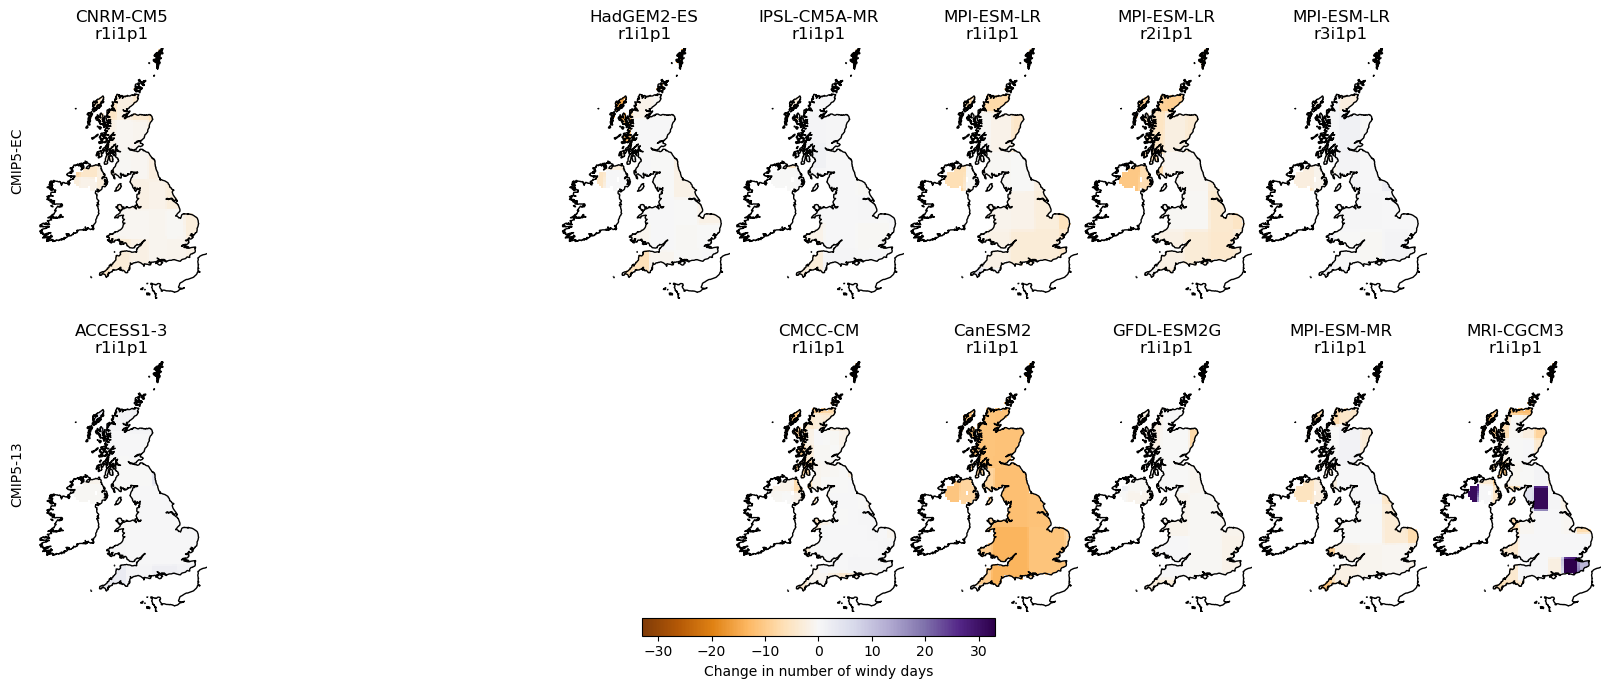 CNRM-CM5
r1i1p1
HadGEM2-ES
r1i1p1
IPSL-CM5A-MR
r1i1p1
MPI-ESM-LR
r1i1p1
MPI-ESM-LR
r2i1p1
MPI-ESM-LR
r3i1p1
CMIP5-EC
ACCESS1-3
r1i1p1
CMCC-CM
r1i1p1
CanESM2
r1i1p1
GFDL-ESM2G
r1i1p1
MPI-ESM-MR
r1i1p1
MRI-CGCM3
r1i1p1
CMIP5-13
−30 −20 −10 0 10 20 30
Change in number of windy days